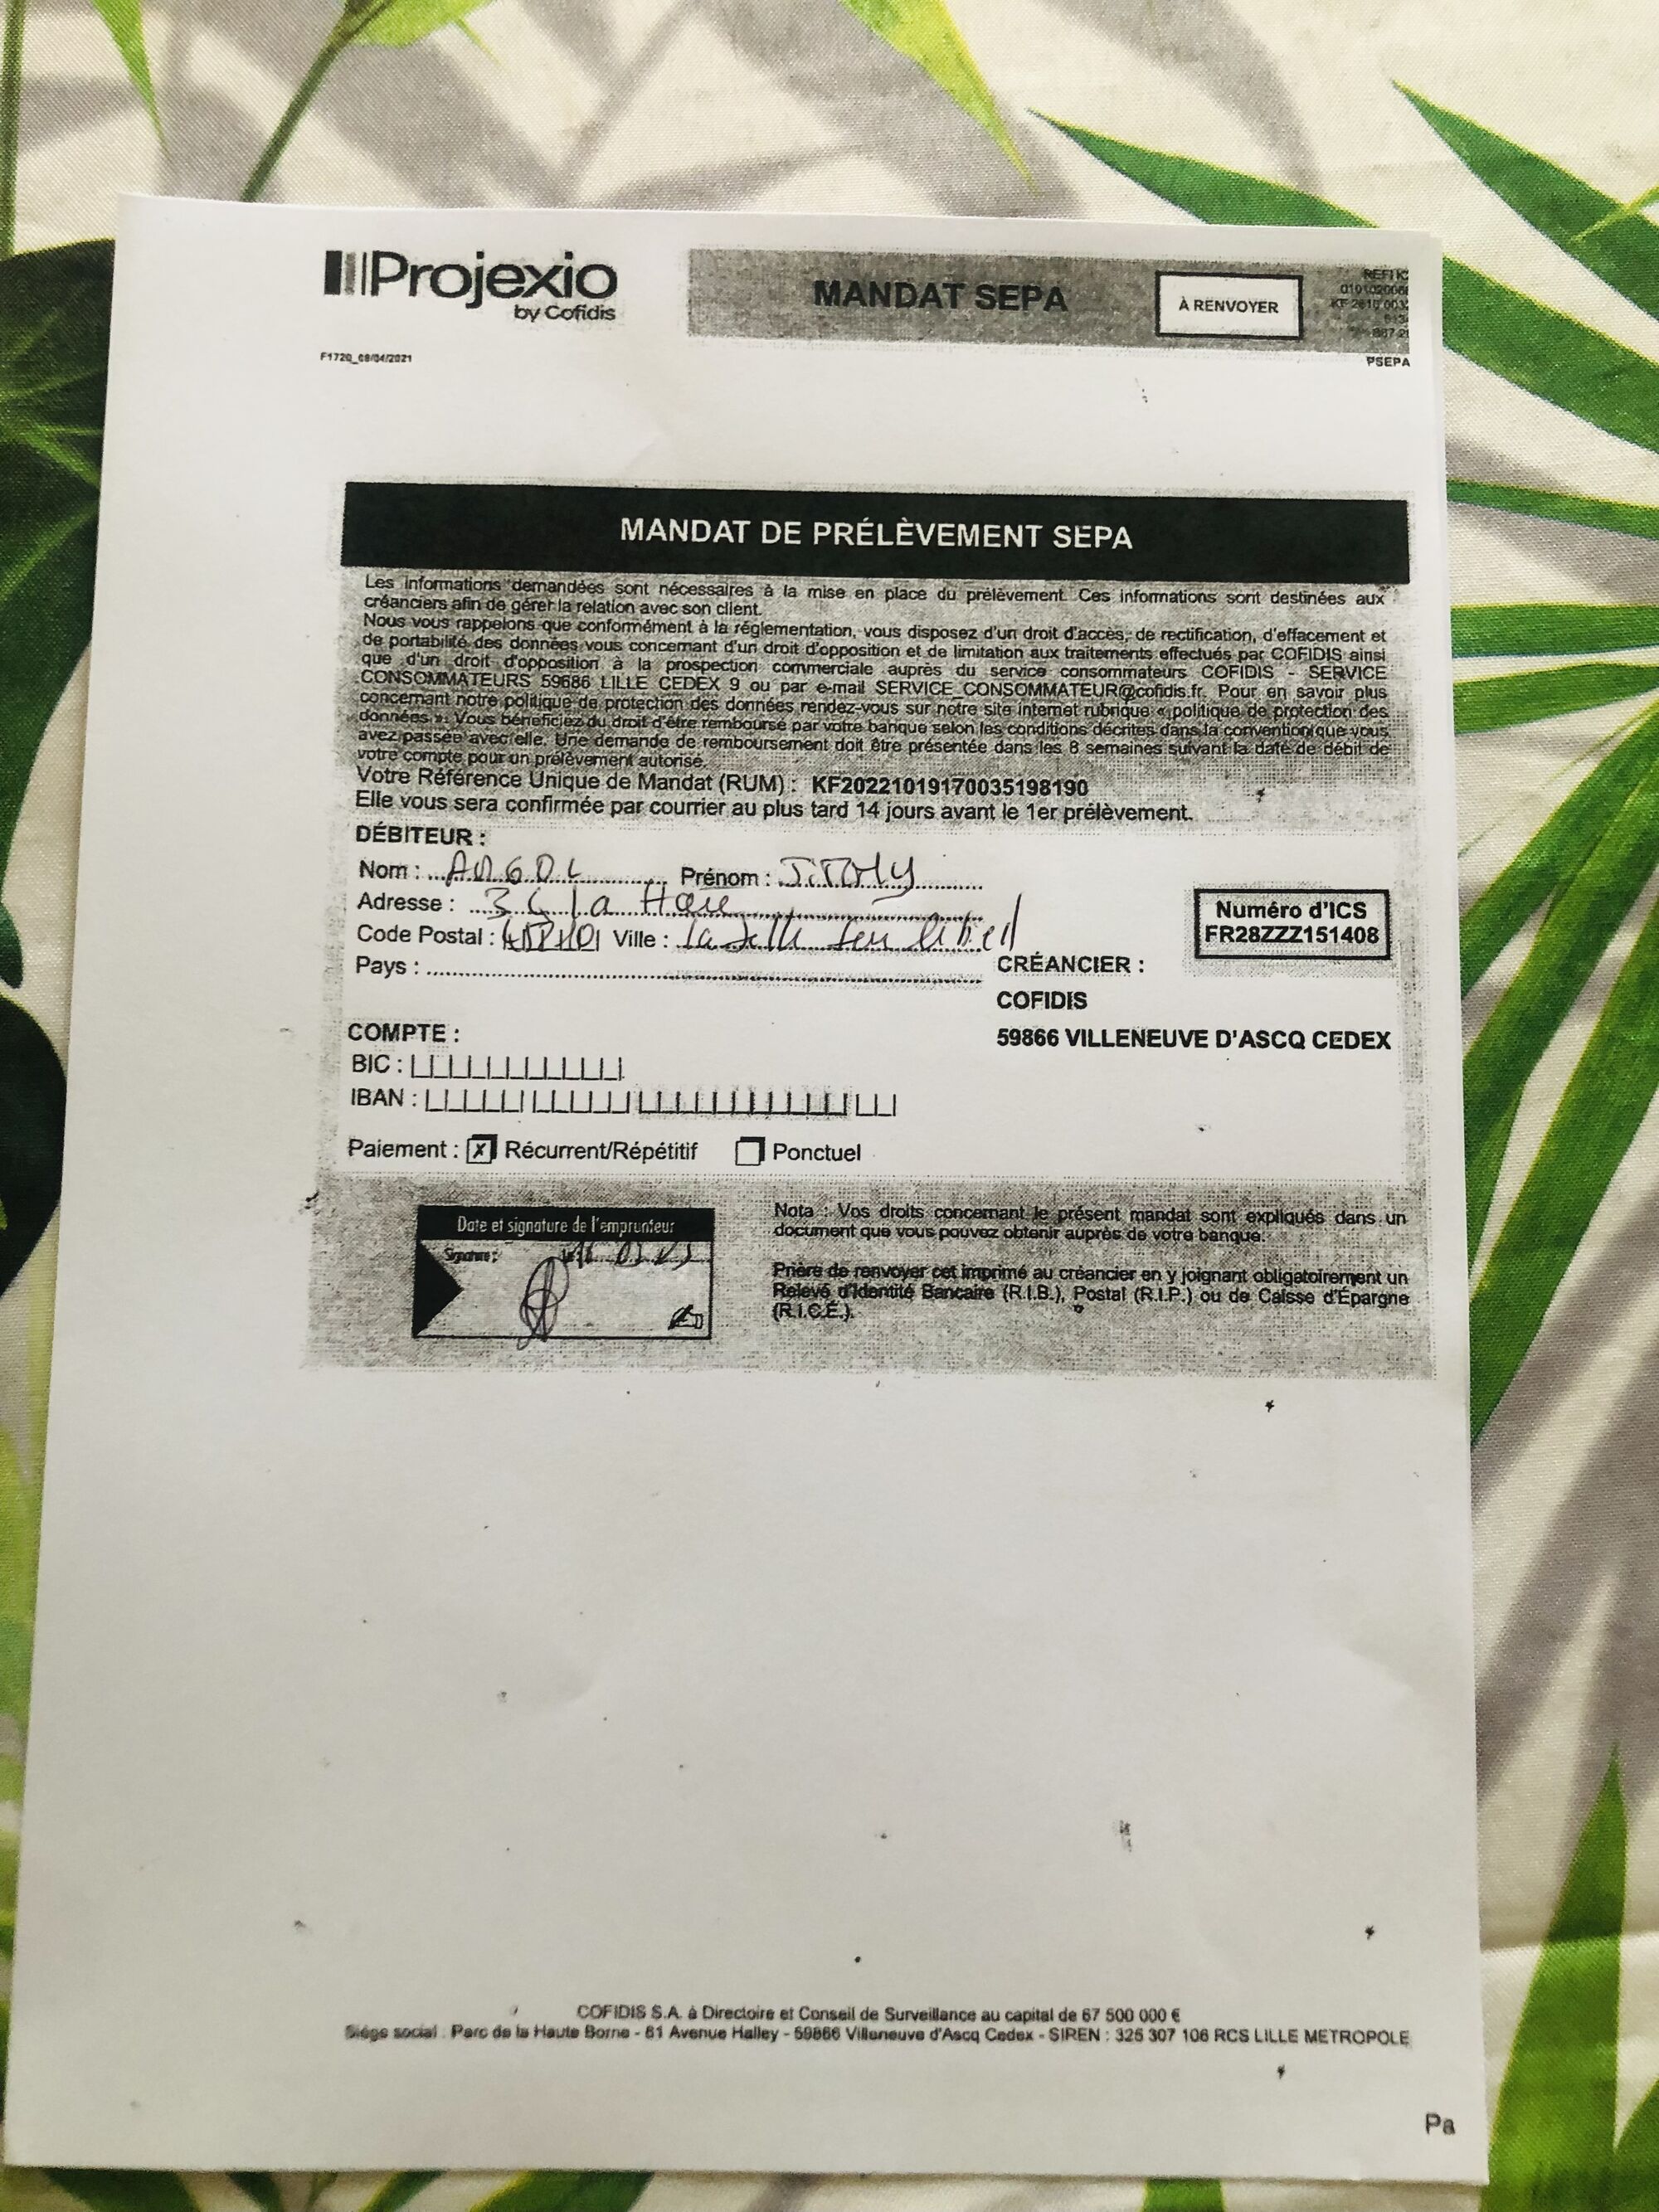 Projexio
by Cofidis
MANDAT SEPA
À RENVOYER
F1720_08/04/2021
PSEPA
MANDAT DE PRÉLÈVEMENT SEPA
Les informations demandées sont nécessaires à la mise en place du prélèvement. Ces informations sont destinées aux
créanciers afin de gérer la relation avec son client.
Nous vous rappelons que conformément à la réglementation, vous disposez d'un droit d'accès, de rectification, d'effacement et
de portabilité des données vous concernant d'un droit d'opposition et de limitation aux traitements effectués par COFIDIS ainsi
que d'un droit d'opposition à la prospection commerciale auprès du service consommateurs COFIDIS - SERVICE
CONSOMMATEURS 59686 LILLE CEDEX 9 ou par e-mail SERVICE_CONSOMMATEUR@cofidis.fr. Pour en savoir plus
concernant notre politique de protection des données rendez-vous sur notre site internet rubrique « politique de protection des
données ». Vous bénéficiez du droit d'être remboursé par votre banque selon les conditions décrites dans la convention que vous
avez passée avec elle. Une demande de remboursement doit être présentée dans les 8 semaines suivant la date de débit de
votre compte pour un prélèvement autorisé.
Votre Référence Unique de Mandat (RUM) : KF20221019170035198190
Elle vous sera confirmée par courrier au plus tard 14 jours avant le 1er prélèvement.
DÉBITEUR :
Nom : Prénom :
Adresse : la
Code Postal : Ville : la
Pays :
Numéro d'ICS
FR28ZZZ151408
CRÉANCIER :
COFIDIS
59866 VILLENEUVE D'ASCQ CEDEX
COMPTE :
BIC :
IBAN :
Paiement : x Récurrent/Répétitif Ponctuel
Date et signature de l'emprunteur
Signature :
Nota : Vos droits concernant le présent mandat sont expliqués dans un
document que vous pouvez obtenir auprès de votre banque.
Prière de renvoyer cet imprimé au créancier en y joignant obligatoirement un
Relevé d'Identité Bancaire (R.I.B.), Postal (R.I.P.) ou de Caisse d'Épargne
(R.I.C.E.).
COFIDIS S.A. à Directoire et Conseil de Surveillance au capital de 67 500 000 €
Siège social : Parc de la Haute Borne - 61 Avenue Halley - 59866 Villeneuve d'Ascq Cedex - SIREN : 325 307 106 RCS LILLE METROPOLE
Pa